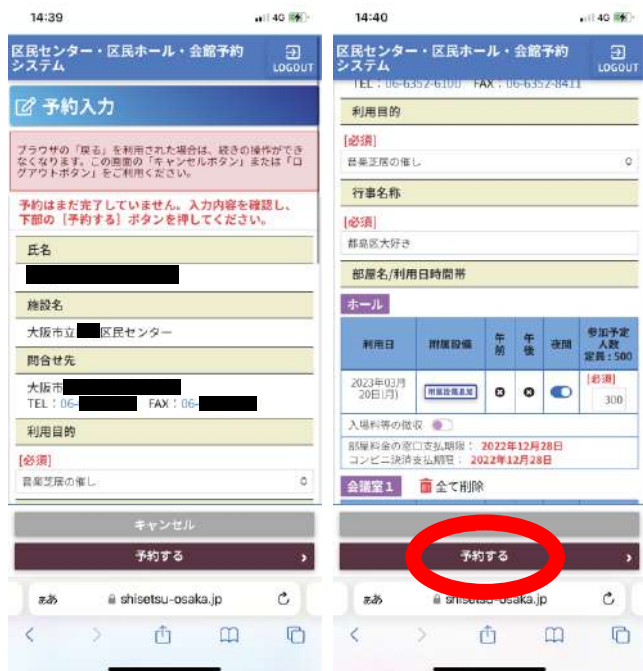 14:39
4G
区民センター・区民ホール・会館予約
システム
LOGOUT
予約入力
ブラウザの「戻る」を利用された場合は、続きの操作ができ
なくなります。この画面の「キャンセルボタン」または「ロ
グアウトボタン」をご利用ください。
予約はまだ完了していません。入力内容を確認し、
下部の［予約する］ボタンを押してください。
氏名
施設名
大阪市立 区民センター
問合せ先
大阪市
TEL：06- FAX：06-
利用目的
[必須]
音楽芝居の催し
キャンセル
予約する
ああ
shisetsu-osaka.jp
14:40
4G
区民センター・区民ホール・会館予約
システム
LOGOUT
TEL：06-6352-6100 FAX：06-6352-8411
利用目的
[必須]
音楽芝居の催し
行事名称
[必須]
都島区大好き
部屋名/利用日時間帯
ホール
利用日
附属設備
午前
午後
夜間
参加予定
人数
定員：500
2023年03月
20日(月)
附属設備追加
[必須]
300
入場料等の徴収
部屋料金の窓口支払期限： 2022年12月28日
コンビニ決済支払期限： 2022年12月28日
会議室１
全て削除
予約する
ああ
shisetsu-osaka.jp